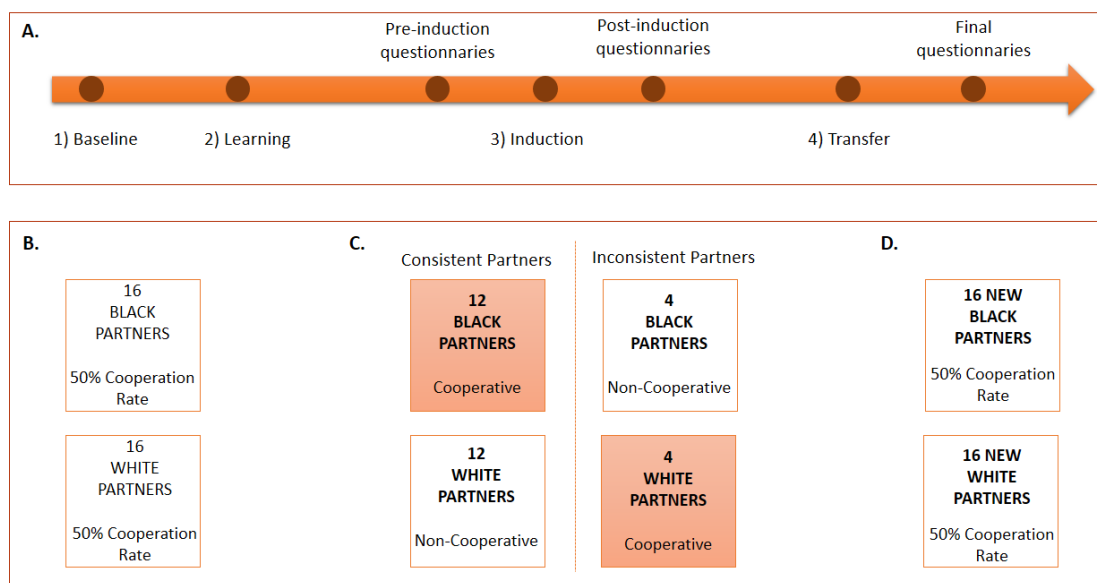 A.
Pre-induction
questionnaries
Post-induction
questionnaries
Final
questionnaries
1) Baseline
2) Learning
3) Induction
4) Transfer
B.
16
BLACK
PARTNERS
50% Cooperation
Rate
16
WHITE
PARTNERS
50% Cooperation
Rate
C.
Consistent Partners
12
BLACK
PARTNERS
Cooperative
12
WHITE
PARTNERS
Non-Cooperative
Inconsistent Partners
4
BLACK
PARTNERS
Non-Cooperative
4
WHITE
PARTNERS
Cooperative
D.
16 NEW
BLACK
PARTNERS
50% Cooperation
Rate
16 NEW
WHITE
PARTNERS
50% Cooperation
Rate